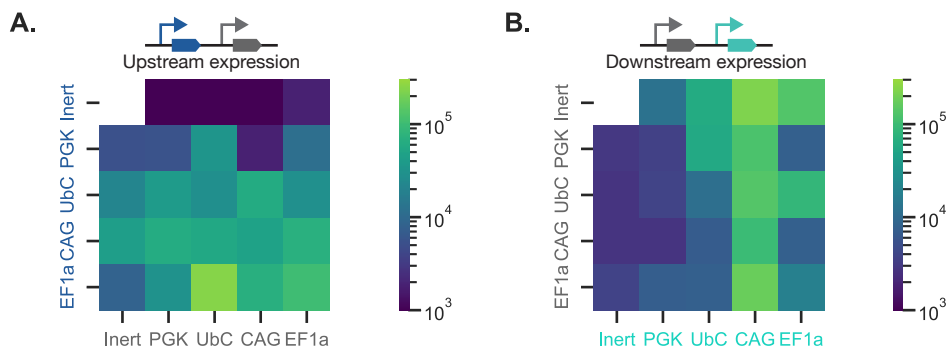 A.
Upstream expression
Inert
PGK
UbC
CAG
EF1a
Inert PGK UbC CAG EF1a
10^5
10^4
10^3
B.
Downstream expression
Inert
PGK
UbC
CAG
EF1a
Inert PGK UbC CAG EF1a
10^5
10^4
10^3